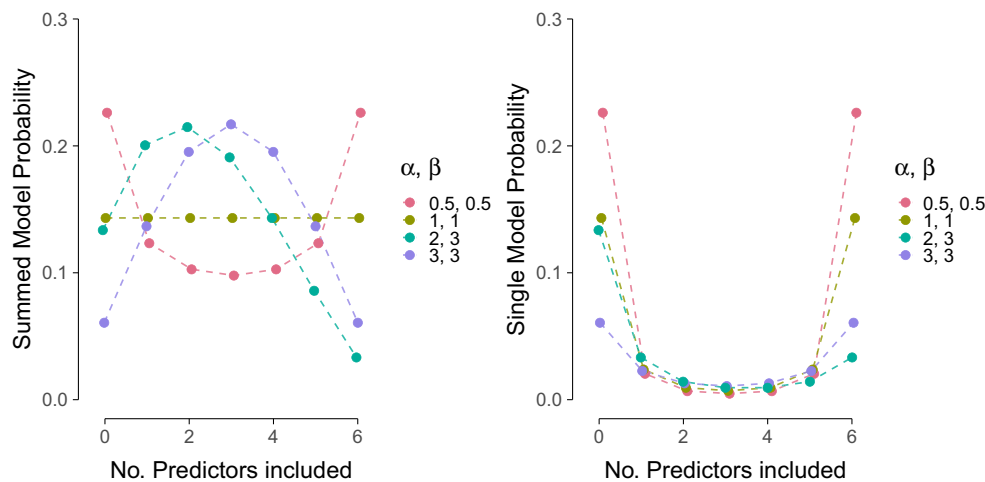 Summed Model Probability
0.3
0.2
0.1
0.0
0 2 4 6
No. Predictors included
α, β
0.5, 0.5
1, 1
2, 3
3, 3
Single Model Probability
0.3
0.2
0.1
0.0
0 2 4 6
No. Predictors included
α, β
0.5, 0.5
1, 1
2, 3
3, 3